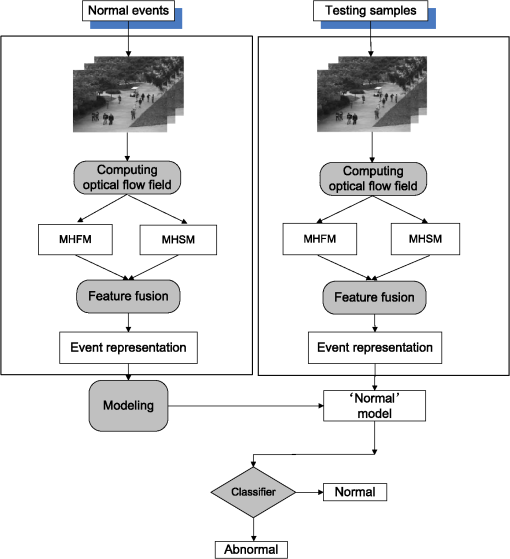 Normal events
Testing samples
Computing
optical flow field
Computing
optical flow field
MHFM
MHSM
MHFM
MHSM
Feature fusion
Feature fusion
Event representation
Event representation
Modeling
‘Normal’
model
Classifier
Normal
Abnormal